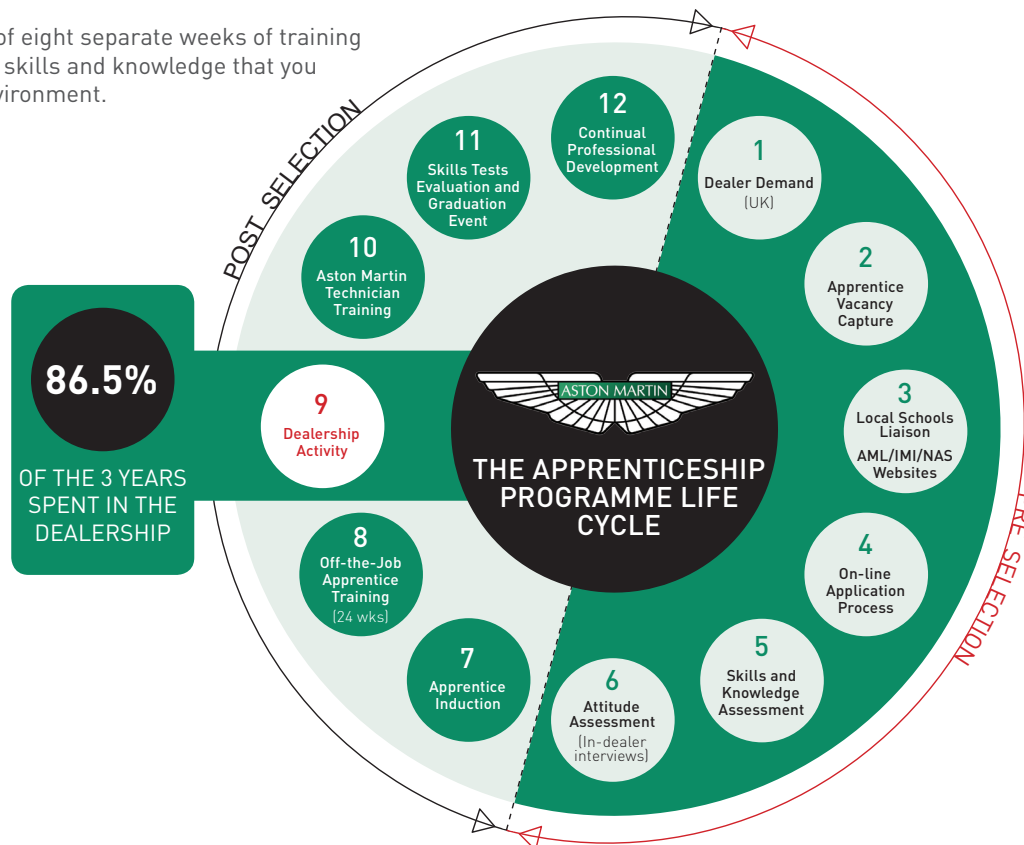 of eight separate weeks of training
skills and knowledge that you
vironment.
POST SELECTION
12
Continual
Professional
Development
11
Skills Tests
Evaluation and
Graduation
Event
10
Aston Martin
Technician
Training
1
Dealer Demand
(UK)
2
Apprentice
Vacancy
Capture
3
Local Schools
Liaison
AML/IMI/NAS
Websites
4
On-line
Application
Process
5
Skills and
Knowledge
Assessment
6
Attitude
Assessment
(In-dealer
interviews)
7
Apprentice
Induction
8
Off-the-Job
Apprentice
Training
(24 wks)
9
Dealership
Activity
86.5%
OF THE 3 YEARS
SPENT IN THE
DEALERSHIP
ASTON MARTIN
THE APPRENTICESHIP
PROGRAMME LIFE
CYCLE
SELECTION